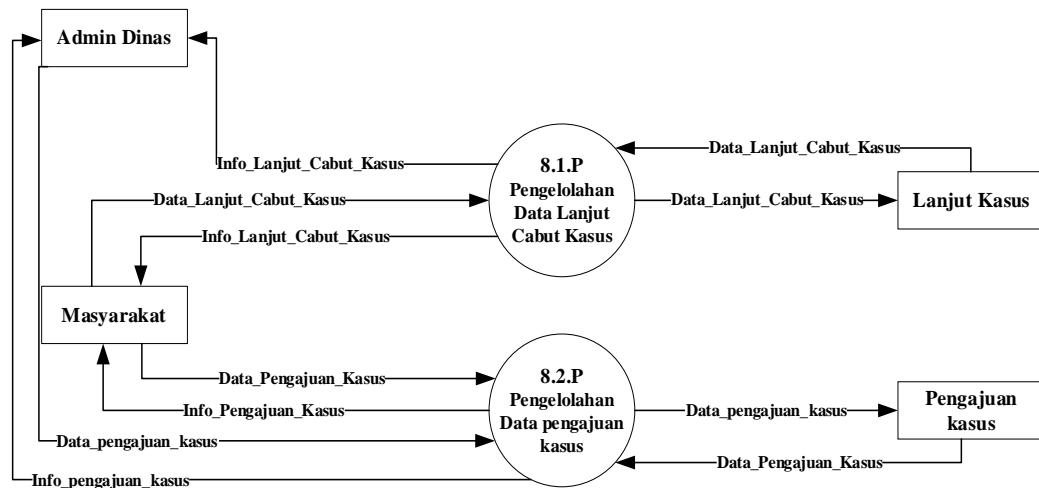 Admin Dinas
Info_Lanjut_Cabut_Kasus
8.1.P
Pengelolahan
Data Lanjut
Cabut Kasus
Data_Lanjut_Cabut_Kasus
Data_Lanjut_Cabut_Kasus
Data_Lanjut_Cabut_Kasus
Lanjut Kasus
Info_Lanjut_Cabut_Kasus
Masyarakat
8.2.P
Pengelolahan
Data pengajuan
kasus
Data_Pengajuan_Kasus
Info_Pengajuan_Kasus
Data_pengajuan_kasus
Pengajuan
kasus
Data_pengajuan_kasus
Data_Pengajuan_Kasus
Info_pengajuan_kasus